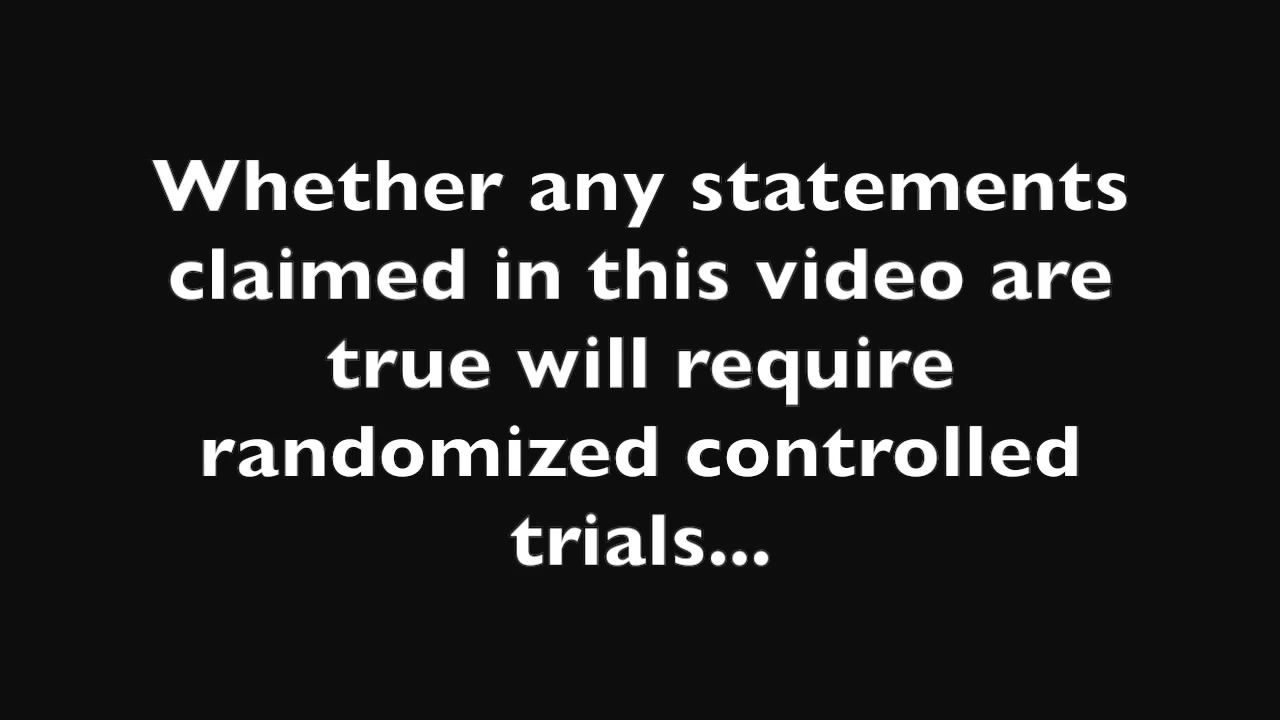 Whether any statements
claimed in this video are
true will require
randomized controlled
trials...